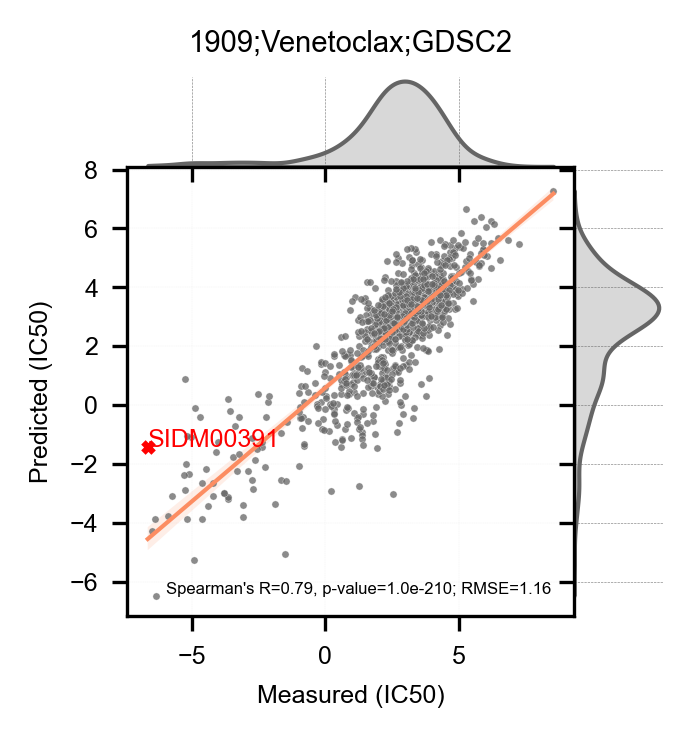 1909;Venetoclax;GDSC2
8
6
4
2
0
−2
−4
−6
Predicted (IC50)
SIDM00391
Spearman's R=0.79, p-value=1.0e-210; RMSE=1.16
−5
0
5
Measured (IC50)